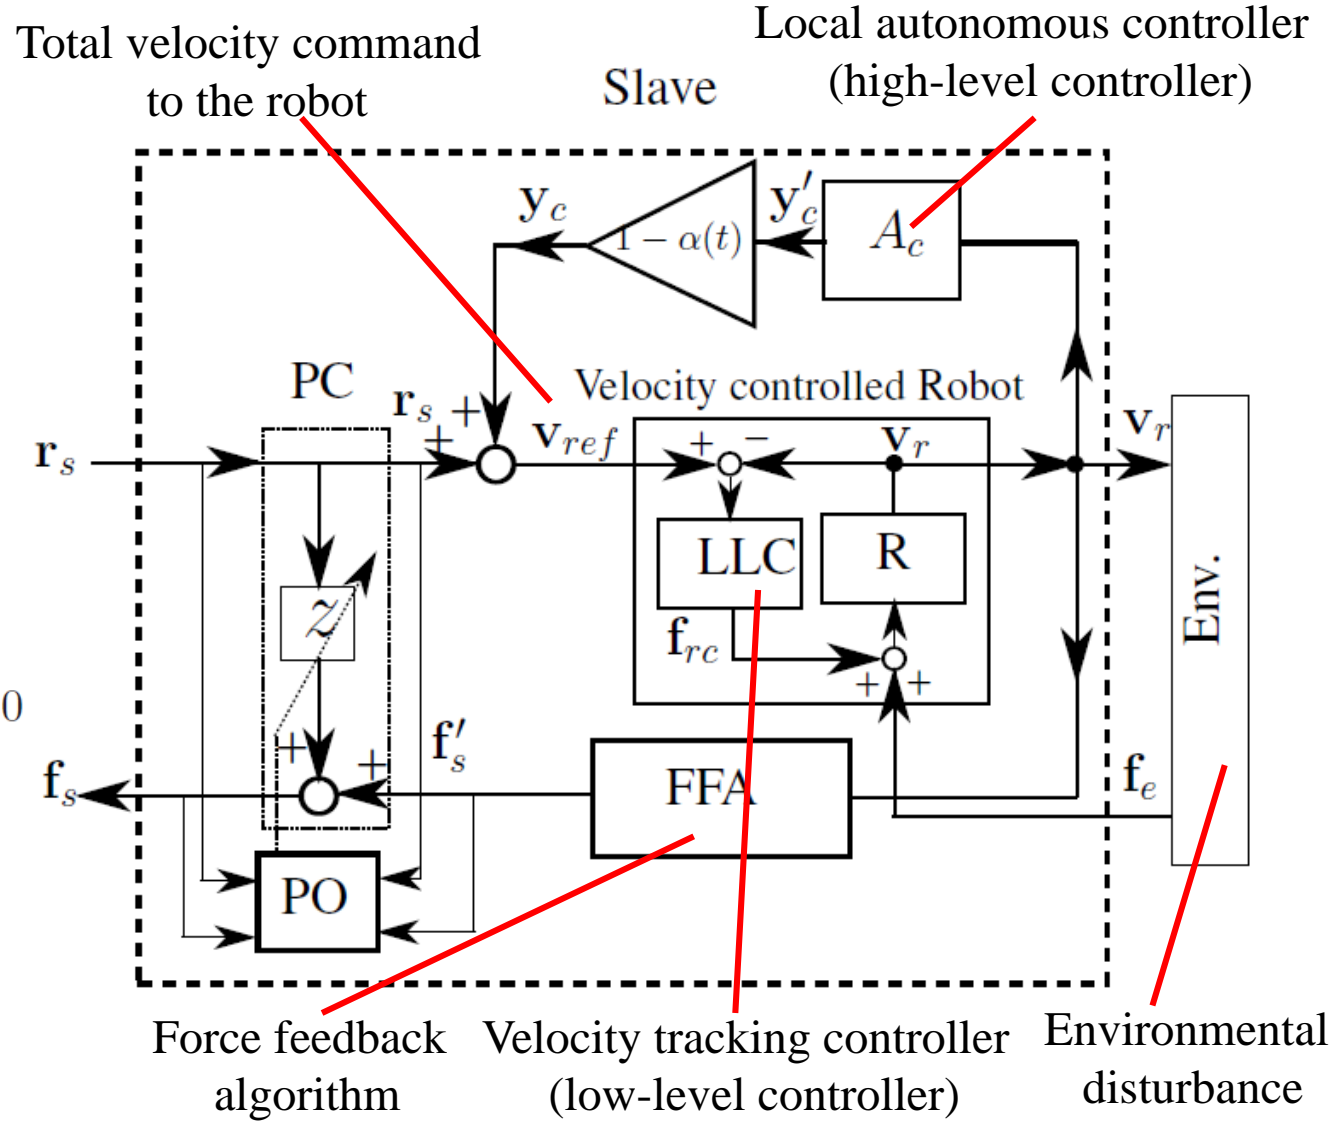 Total velocity command
to the robot
Local autonomous controller
(high-level controller)
Slave
y_c
1 − α(t)
y′_c
A_c
PC
Velocity controlled Robot
r_s
r_s
+
+
v_ref
+
−
v_r
v_r
LLC
R
Env.
z
f_rc
+
+
0
f_s
+
+
f′_s
FFA
f_e
PO
Force feedback
algorithm
Velocity tracking controller
(low-level controller)
Environmental
disturbance